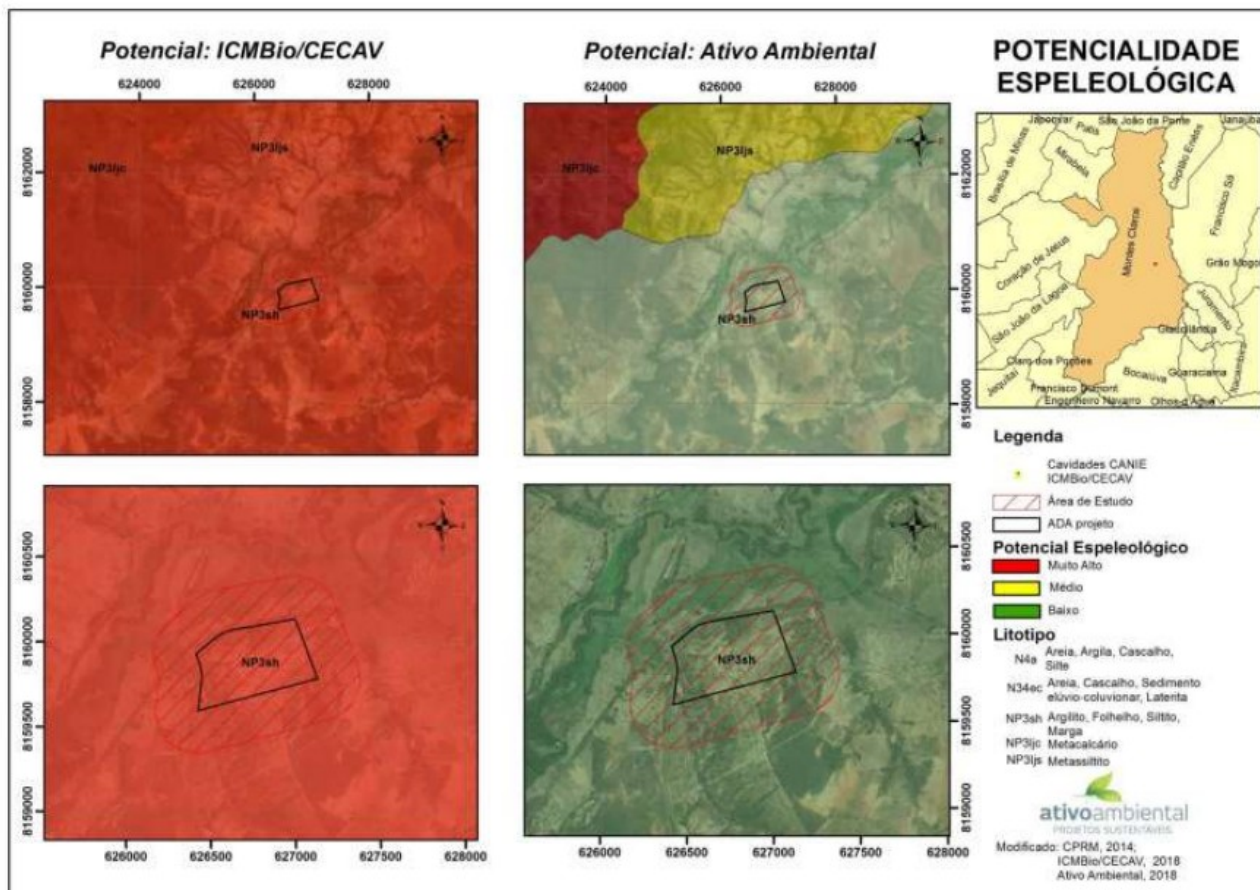 Potencial: ICMBio/CECAV
624000 626000 628000
8162000
8160000
8158000
NP3ljc
NP3ljs
NP3sh
Potencial: Ativo Ambiental
624000 626000 628000
NP3ljc
NP3ljs
NP3sh
8162000
8160000
8158000
POTENCIALIDADE
ESPELEOLÓGICA
Japonvar
São João da Ponte
Janaúba
Patis
Brasília de Minas
Mirabela
Capitão Enéas
Francisco Sá
Montes Claros
Coração de Jesus
Grão Mogol
São João da Lagoa
Juramento
Glaucilândia
Claro dos Poções
Jequitaí
Bocaiúva
Guaraciama
Itacambira
Francisco Dumont
Engenheiro Navarro
Olhos-d'Água
8160500
8160000
8159500
8159000
NP3sh
626000 626500 627000 627500 628000
NP3sh
8160500
8160000
8159500
8159000
626000 626500 627000 627500 628000
Legenda
Cavidades CANIE
ICMBio/CECAV
Área de Estudo
ADA projeto
Potencial Espeleológico
Muito Alto
Médio
Baixo
Litotipo
N4a Areia, Argila, Cascalho,
Silte
N34ec Areia, Cascalho, Sedimento
elúvio-coluvionar, Laterita
NP3sh Argilito, Folhelho, Siltito,
Marga
NP3ljc Metacalcário
NP3ljs Metassiltito
ativoambiental
PROJETOS SUSTENTÁVEIS
Modificado: CPRM, 2014;
ICMBio/CECAV, 2018
Ativo Ambiental, 2018